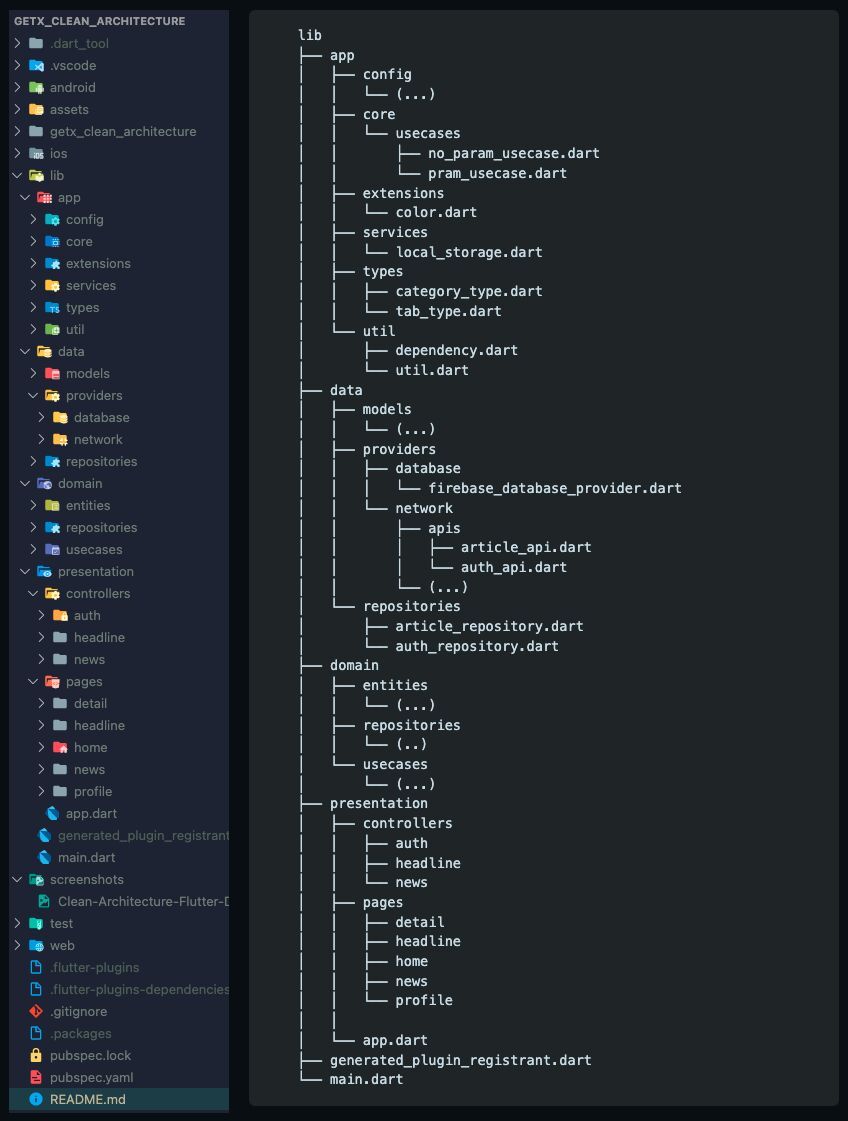 GETX_CLEAN_ARCHITECTURE
.dart_tool
.vscode
android
assets
getx_clean_architecture
ios
lib
app
config
core
extensions
services
types
util
data
models
providers
database
network
repositories
domain
entities
repositories
usecases
presentation
controllers
auth
headline
news
pages
detail
headline
home
news
profile
app.dart
generated_plugin_registrant
main.dart
screenshots
Clean-Architecture-Flutter-D
test
web
.flutter-plugins
.flutter-plugins-dependencies
.gitignore
.packages
pubspec.lock
pubspec.yaml
README.md
lib
├── app
│   ├── config
│   │   └── (...)
│   ├── core
│   │   └── usecases
│   │       ├── no_param_usecase.dart
│   │       └── pram_usecase.dart
│   ├── extensions
│   │   └── color.dart
│   ├── services
│   │   └── local_storage.dart
│   ├── types
│   │   ├── category_type.dart
│   │   └── tab_type.dart
│   └── util
│       ├── dependency.dart
│       └── util.dart
├── data
│   ├── models
│   │   └── (...)
│   ├── providers
│   │   ├── database
│   │   │   └── firebase_database_provider.dart
│   │   └── network
│   │       ├── apis
│   │       │   ├── article_api.dart
│   │       │   └── auth_api.dart
│   │       └── (...)
│   └── repositories
│       ├── article_repository.dart
│       └── auth_repository.dart
├── domain
│   ├── entities
│   │   └── (...)
│   ├── repositories
│   │   └── (..)
│   └── usecases
│       └── (...)
├── presentation
│   ├── controllers
│   │   ├── auth
│   │   ├── headline
│   │   └── news
│   ├── pages
│   │   ├── detail
│   │   ├── headline
│   │   ├── home
│   │   ├── news
│   │   └── profile
│   │
│   └── app.dart
├── generated_plugin_registrant.dart
└── main.dart